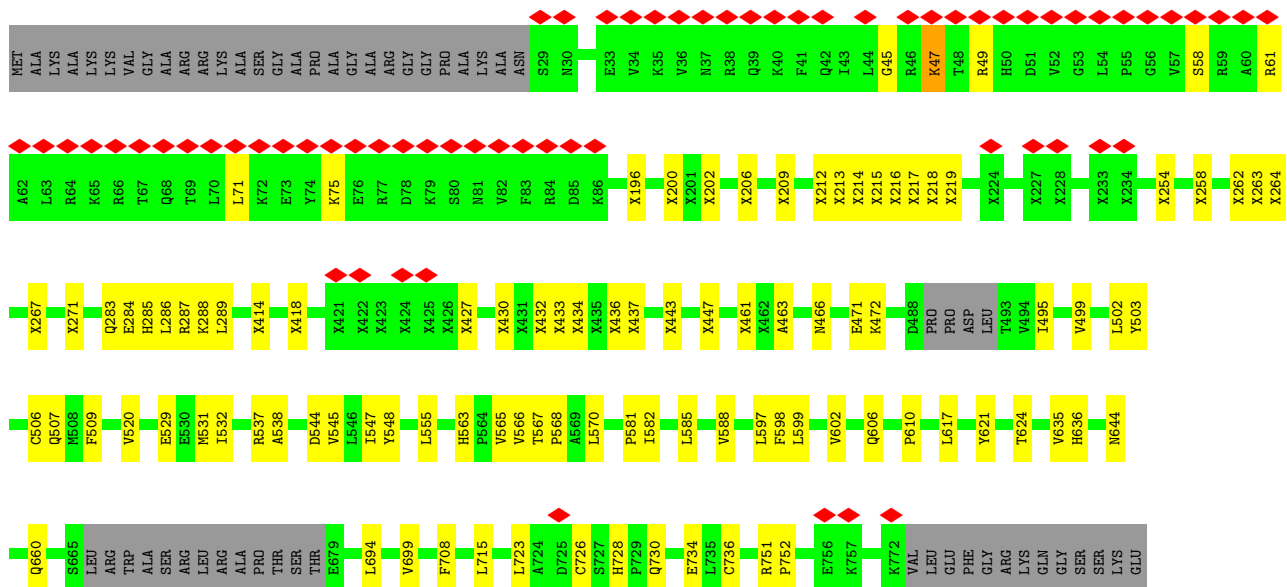 MET ALA LYS ALA LYS LYS VAL GLY ALA ARG ARG LYS ALA SER GLY ALA PRO ALA GLY ALA ARG GLY GLY PRO ALA LYS ALA ASN S29 N30 E33 V34 K35 V36 N37 R38 Q39 K40 F41 Q42 I43 L44 G45 R46 K47 T48 R49 H50 D51 V52 G53 L54 P55 G56 V57 S58 R59 A60 R61
A62 L63 R64 K65 R66 T67 Q68 T69 L70 L71 K72 E73 Y74 K75 E76 R77 D78 K79 S80 N81 V82 F83 R84 D85 K86 X196 X200 X201 X202 X206 X209 X212 X213 X214 X215 X216 X217 X218 X219 X224 X227 X228 X233 X234 X254 X258 X262 X263 X264
X267 X271 Q283 E284 H285 L286 R287 K288 L289 X414 X418 X421 X422 X423 X424 X425 X426 X427 X430 X431 X432 X433 X434 X435 X436 X437 X443 X447 X461 X462 A463 N466 E471 K472 D488 PRO PRO ASP LEU T493 V494 I495 V499 L502 Y503
C506 Q507 M508 F509 V520 E529 E530 M531 I532 R537 A538 D544 V545 L546 I547 Y548 L555 H563 P564 V565 V566 T567 P568 A569 L570 P581 I582 L585 V588 L597 F598 L599 V602 Q606 P610 L617 Y621 T624 V635 H636 N644
Q660 S665 LEU ARG TRP ALA SER ARG LEU ARG ALA PRO THR SER THR E679 L694 V699 F708 L715 L723 A724 D725 C726 S727 H728 P729 Q730 E734 L735 C736 R751 P752 E756 K757 K772 VAL LEU GLU PHE GLY ARG LYS GLN GLY SER SER LYS GLU